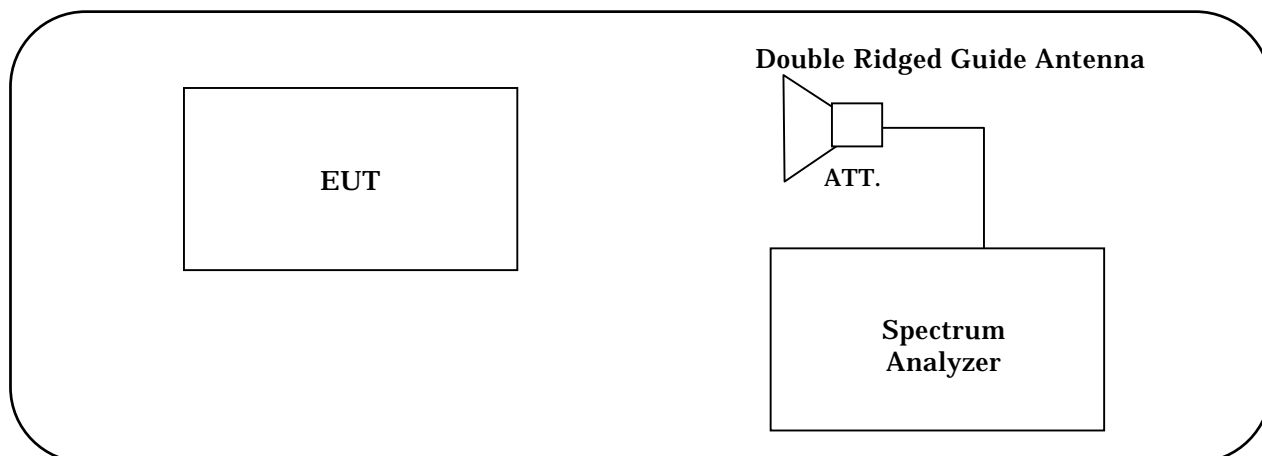 Double Ridged Guide Antenna
EUT
ATT.
Spectrum
Analyzer